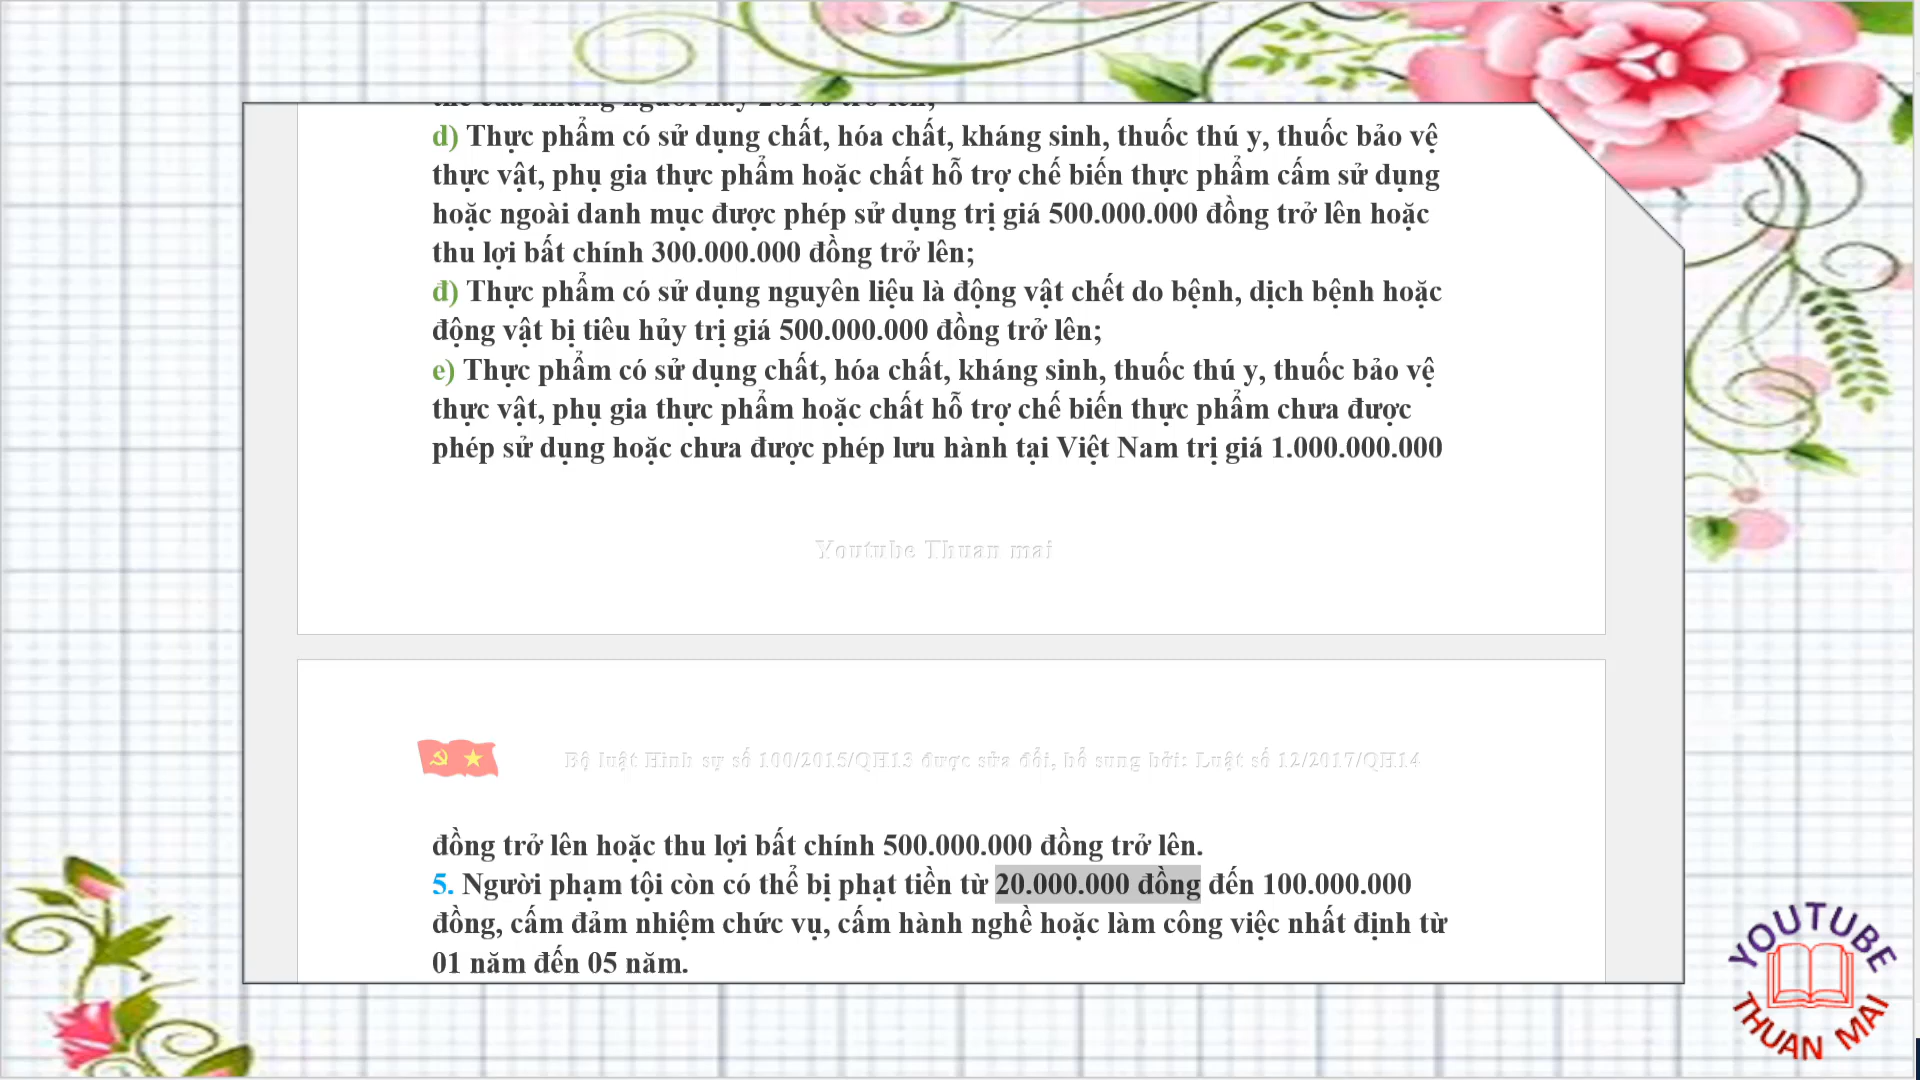 d) Thực phẩm có sử dụng chất, hóa chất, kháng sinh, thuốc thú y, thuốc bảo vệ
thực vật, phụ gia thực phẩm hoặc chất hỗ trợ chế biến thực phẩm cấm sử dụng
hoặc ngoài danh mục được phép sử dụng trị giá 500.000.000 đồng trở lên hoặc
thu lợi bất chính 300.000.000 đồng trở lên;
đ) Thực phẩm có sử dụng nguyên liệu là động vật chết do bệnh, dịch bệnh hoặc
động vật bị tiêu hủy trị giá 500.000.000 đồng trở lên;
e) Thực phẩm có sử dụng chất, hóa chất, kháng sinh, thuốc thú y, thuốc bảo vệ
thực vật, phụ gia thực phẩm hoặc chất hỗ trợ chế biến thực phẩm chưa được
phép sử dụng hoặc chưa được phép lưu hành tại Việt Nam trị giá 1.000.000.000
Youtube Thuan mai
Bộ luật Hình sự số 100/2015/QH13 được sửa đổi, bổ sung bởi: Luật số 12/2017/QH14
đồng trở lên hoặc thu lợi bất chính 500.000.000 đồng trở lên.
5. Người phạm tội còn có thể bị phạt tiền từ 20.000.000 đồng đến 100.000.000
đồng, cấm đảm nhiệm chức vụ, cấm hành nghề hoặc làm công việc nhất định từ
01 năm đến 05 năm.
YOUTUBE
THUAN MAI